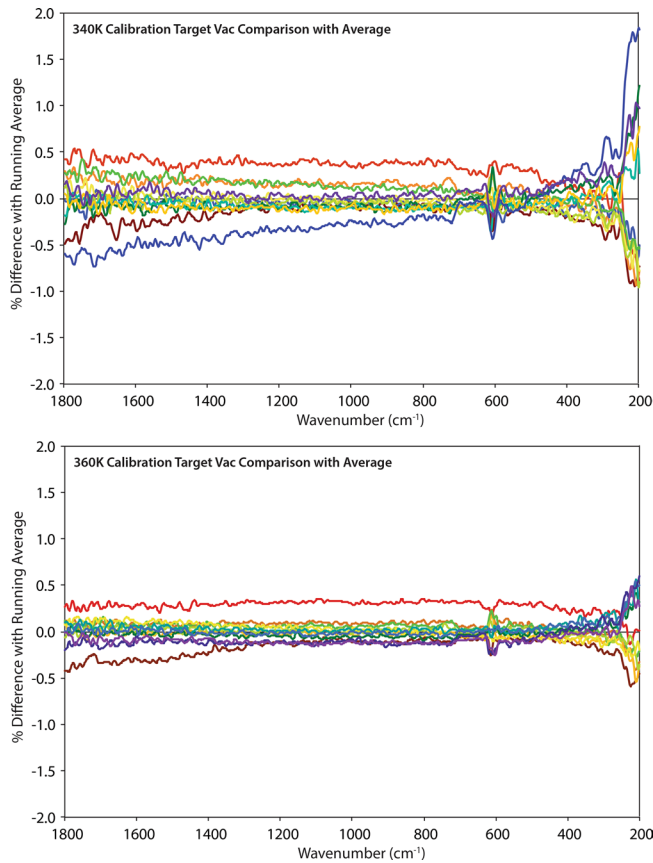 340K Calibration Target Vac Comparison with Average
% Difference with Running Average
2.0
1.5
1.0
0.5
0.0
-0.5
-1.0
-1.5
-2.0
1800 1600 1400 1200 1000 800 600 400 200
Wavenumber (cm⁻¹)
360K Calibration Target Vac Comparison with Average
% Difference with Running Average
2.0
1.5
1.0
0.5
0.0
-0.5
-1.0
-1.5
-2.0
1800 1600 1400 1200 1000 800 600 400 200
Wavenumber (cm⁻¹)